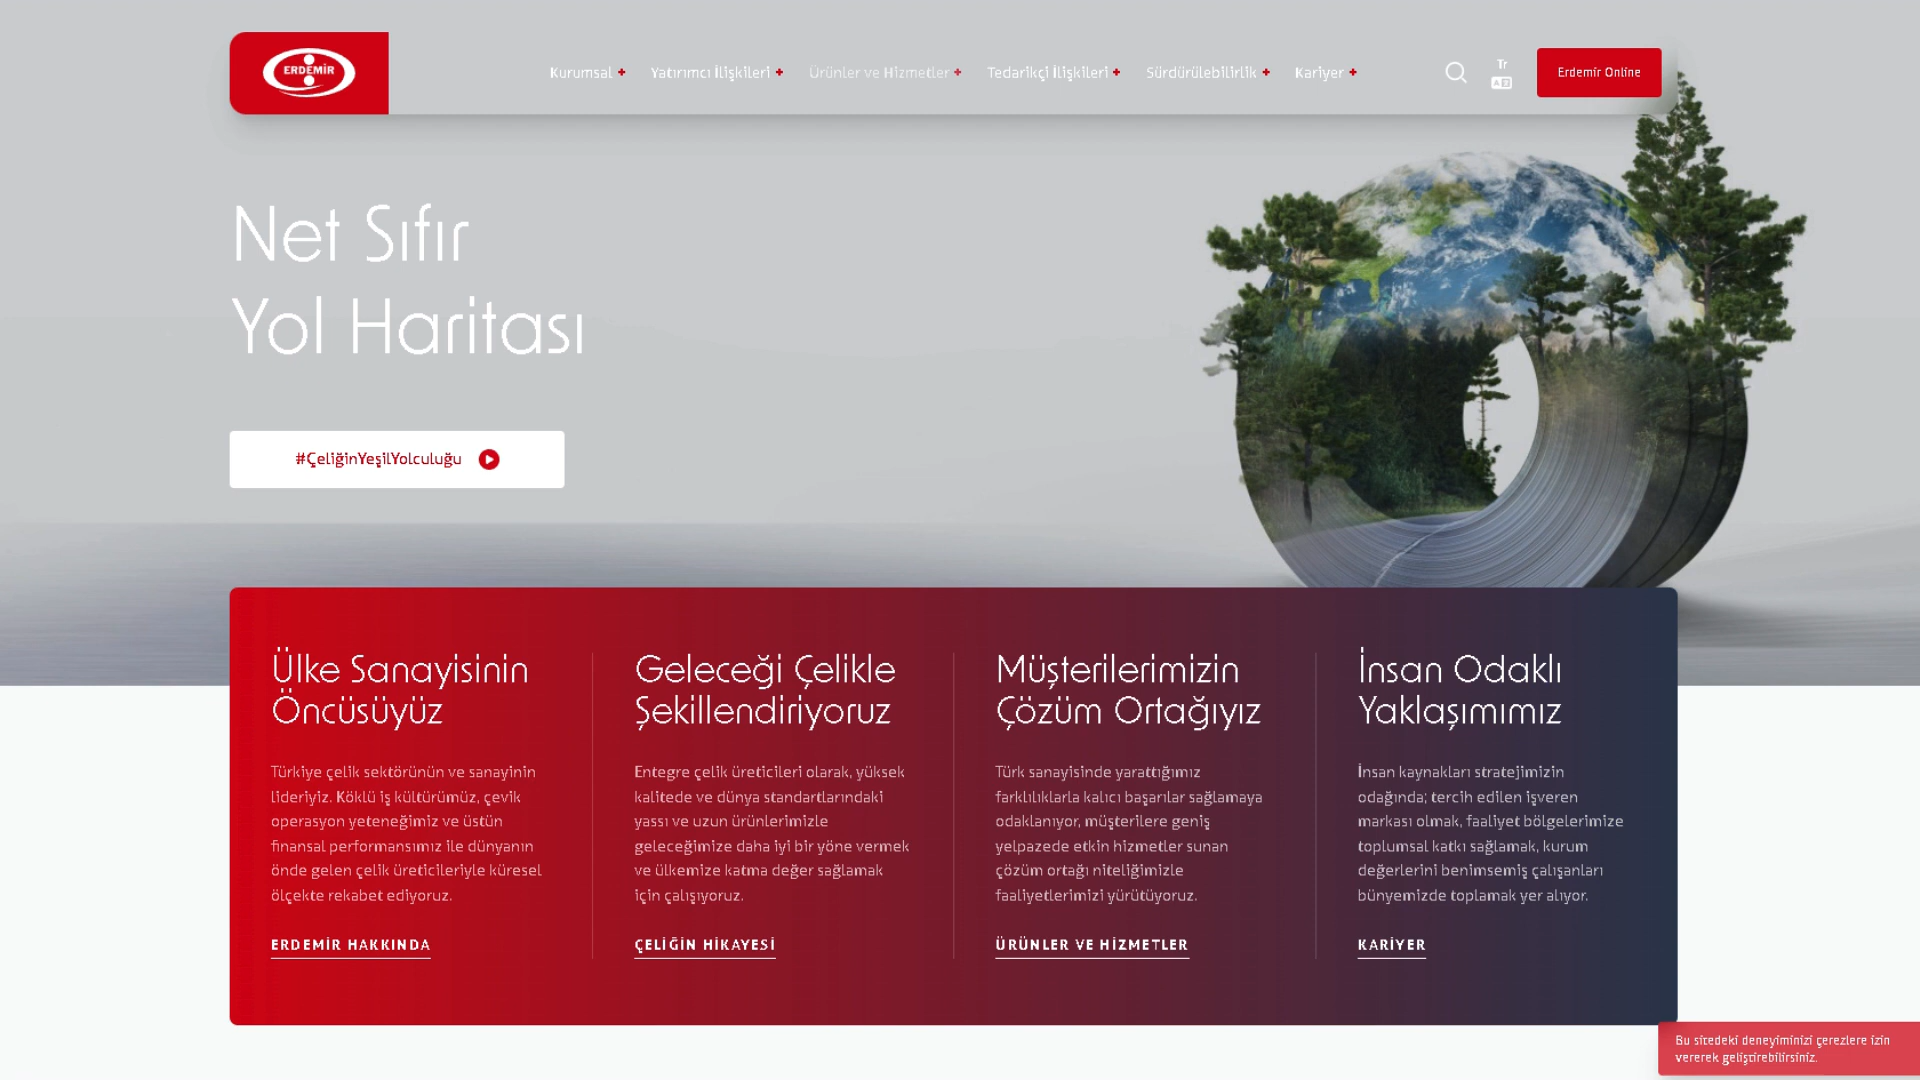 ERDEMİR
Kurumsal
Yatırımcı İlişkileri
Ürünler ve Hizmetler
Tedarikçi İlişkileri
Sürdürülebilirlik
Kariyer
Tr
Erdemir Online
Net Sıfır
Yol Haritası
#ÇeliğinYeşilYolculuğu
Ülke Sanayisinin
Öncüsüyüz
Türkiye çelik sektörünün ve sanayinin
lideriyiz. Köklü iş kültürümüz, çevik
operasyon yeteneğimiz ve üstün
finansal performansımız ile dünyanın
önde gelen çelik üreticileriyle küresel
ölçekte rekabet ediyoruz.
ERDEMİR HAKKINDA
Geleceği Çelikle
Şekillendiriyoruz
Entegre çelik üreticileri olarak, yüksek
kalitede ve dünya standartlarındaki
yassı ve uzun ürünlerimizle
geleceğimize daha iyi bir yöne vermek
ve ülkemize katma değer sağlamak
için çalışıyoruz.
ÇELİĞİN HİKAYESİ
Müşterilerimizin
Çözüm Ortağıyız
Türk sanayisinde yarattığımız
farklılıklarla kalıcı başarılar sağlamaya
odaklanıyor, müşterilere geniş
yelpazede etkin hizmetler sunan
çözüm ortağı niteliğimizle
faaliyetlerimizi yürütüyoruz.
ÜRÜNLER VE HİZMETLER
İnsan Odaklı
Yaklaşımımız
İnsan kaynakları stratejimizin
odağında; tercih edilen işveren
markası olmak, faaliyet bölgelerimize
toplumsal katkı sağlamak, kurum
değerlerini benimsemiş çalışanları
bünyemizde toplamak yer alıyor.
KARİYER
Bu sitedeki deneyiminizi çerezlere izin
vererek geliştirebilirsiniz.